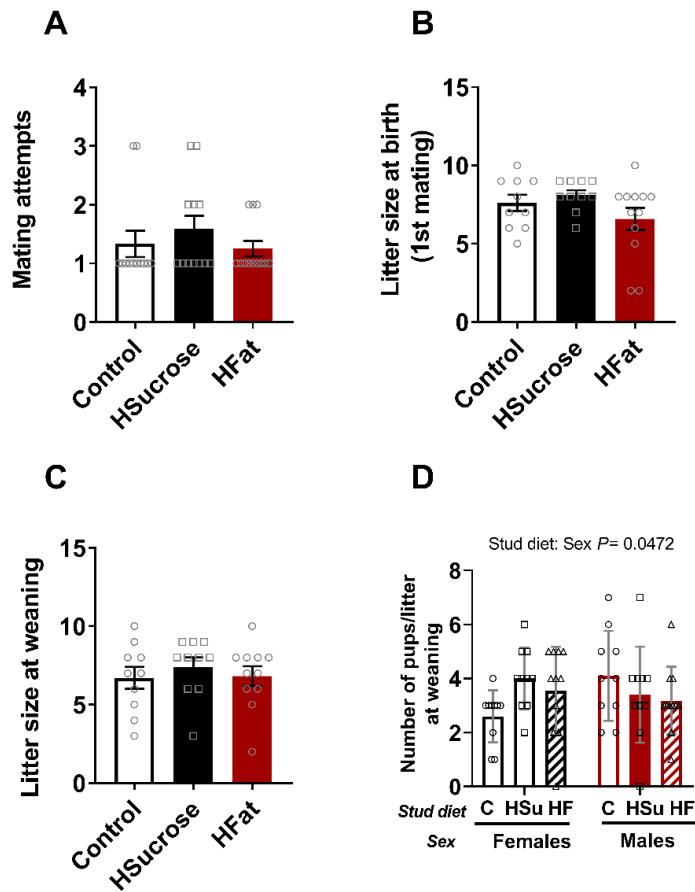 A
Mating attempts
4
3
2
1
0
Control
HSucrose
HFat
B
Litter size at birth
(1st mating)
15
10
5
0
Control
HSucrose
HFat
C
Litter size at weaning
15
10
5
0
Control
HSucrose
HFat
D
Stud diet: Sex P= 0.0472
Number of pups/litter
at weaning
8
6
4
2
0
Stud diet C HSu HF C HSu HF
Sex Females Males